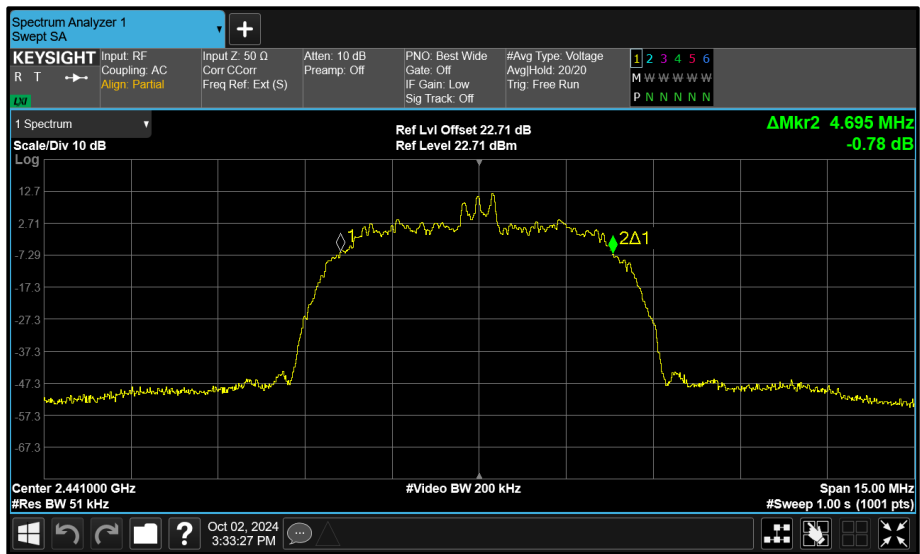 Spectrum Analyzer 1
Swept SA
+
KEYSIGHT
R T
LXI
Input: RF
Coupling: AC
Align: Partial
Input Z: 50 Ω
Corr CCorr
Freq Ref: Ext (S)
Atten: 10 dB
Preamp: Off
PNO: Best Wide
Gate: Off
IF Gain: Low
Sig Track: Off
#Avg Type: Voltage
Avg|Hold: 20/20
Trig: Free Run
1 2 3 4 5 6
M W W W W W
P N N N N N
1 Spectrum
Scale/Div 10 dB
Log
Ref Lvl Offset 22.71 dB
Ref Level 22.71 dBm
ΔMkr2 4.695 MHz
-0.78 dB
12.7
2.71
-7.29
-17.3
-27.3
-37.3
-47.3
-57.3
-67.3
1
2Δ1
Center 2.441000 GHz
#Res BW 51 kHz
#Video BW 200 kHz
Span 15.00 MHz
#Sweep 1.00 s (1001 pts)
?
Oct 02, 2024
3:33:27 PM